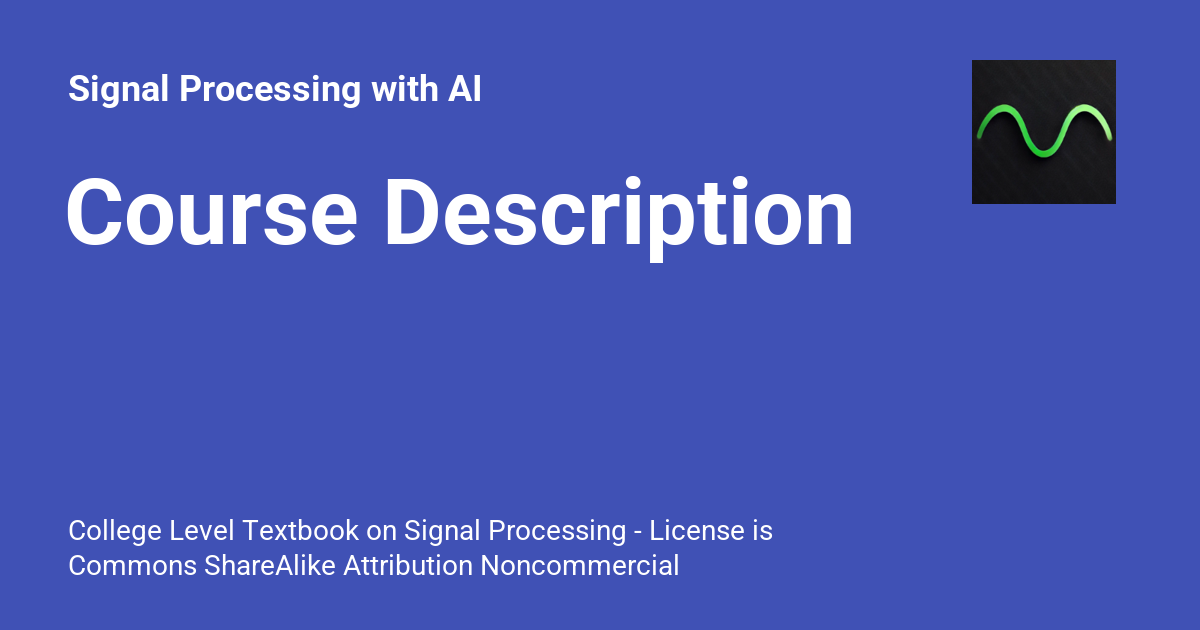 Signal Processing with AI
Course Description
College Level Textbook on Signal Processing - License is
Commons ShareAlike Attribution Noncommercial